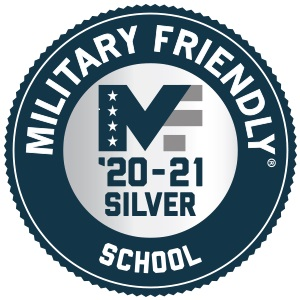 MILITARY FRIENDLY®
MF
'20-21
SILVER
SCHOOL